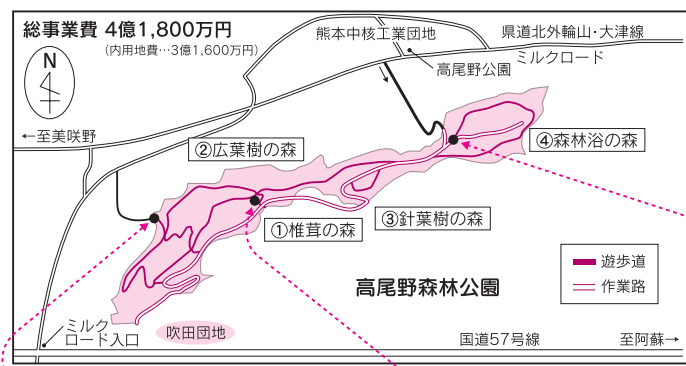 総事業費 4億1,800万円
(内用地費…3億1,600万円)
熊本中核工業団地
県道北外輪山・大津線
ミルクロード
高尾野公園
N
←至美咲野
②広葉樹の森
④森林浴の森
①椎茸の森
③針葉樹の森
遊歩道
作業路
高尾野森林公園
ミルク
ロード入口
吹田団地
国道57号線
至阿蘇→